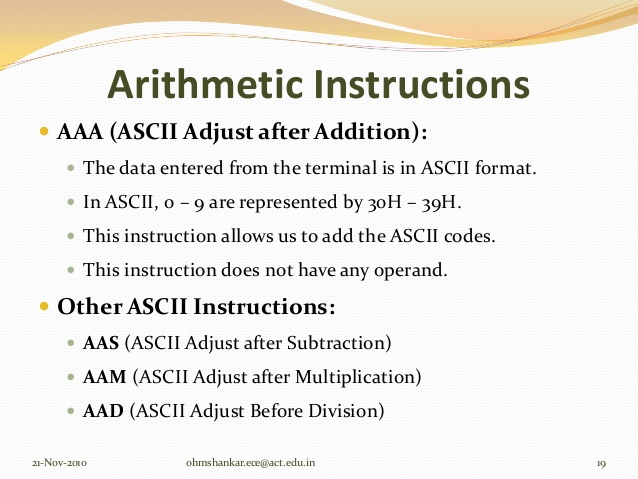 Arithmetic Instructions
AAA (ASCII Adjust after Addition):
The data entered from the terminal is in ASCII format.
In ASCII, 0 – 9 are represented by 30H – 39H.
This instruction allows us to add the ASCII codes.
This instruction does not have any operand.
Other ASCII Instructions:
AAS (ASCII Adjust after Subtraction)
AAM (ASCII Adjust after Multiplication)
AAD (ASCII Adjust Before Division)
21-Nov-2010 ohmshankar.ece@act.edu.in 19